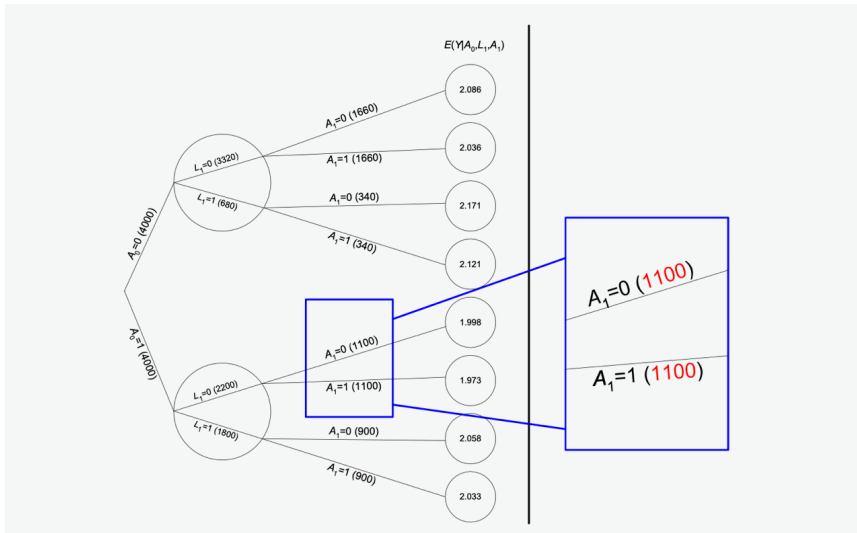 E(Y|A₀,L₁,A₁)
2.086
A₁=0 (1660)
2.036
A₁=1 (1660)
L₁=0 (3320)
L₁=1 (680)
A₁=0 (340)
2.171
A₁=1 (340)
2.121
A₀=0 (4000)
A₀=1 (4000)
1.998
A₁=0 (1100)
1.973
A₁=1 (1100)
L₁=0 (2200)
L₁=1 (1800)
A₁=0 (900)
2.058
A₁=1 (900)
2.033
A₁=0 (1100)
A₁=1 (1100)